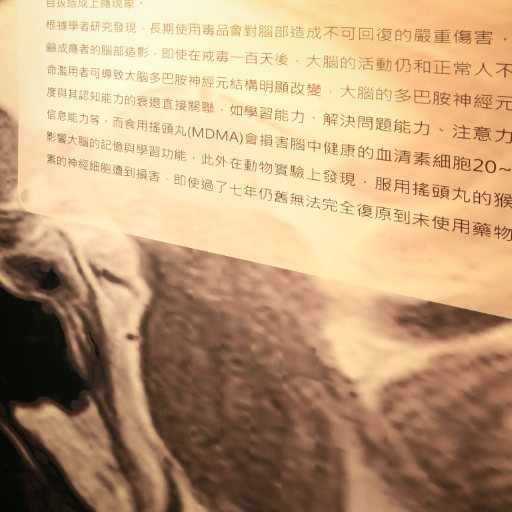 自拔造成上癮現象。
根據學者研究發現，長期使用毒品會對腦部造成不可回復的嚴重傷害，
顧成癮者的腦部造影，即使在戒毒一百天後，大腦的活動仍和正常人不
命濫用者可導致大腦多巴胺神經元結構明顯改變，大腦的多巴胺神經元
度與其認知能力的衰退直接關聯，如學習能力、解決問題能力、注意力
信息能力等。而食用搖頭丸(MDMA)會損害腦中健康的血清素細胞20~
影響大腦的記憶與學習功能，此外在動物實驗上發現，服用搖頭丸的猴
素的神經細胞遭到損害，即使過了七年仍舊無法完全復原到未使用藥物